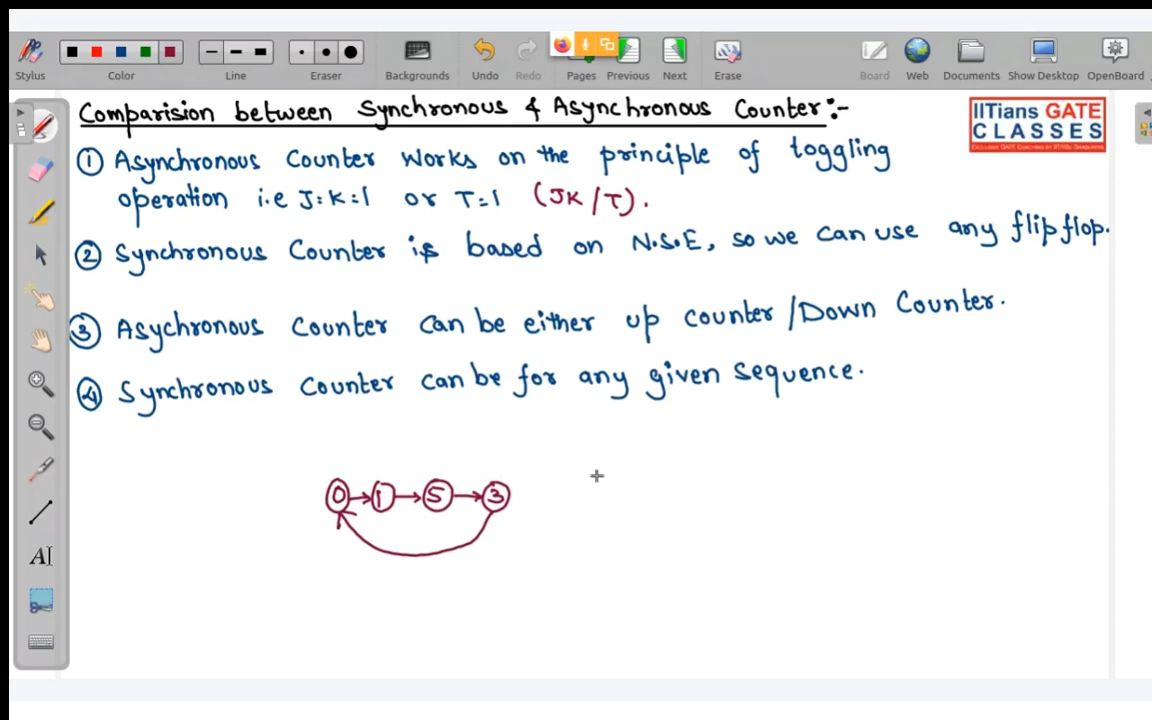 Stylus Color Line Eraser Backgrounds Undo Redo Pages Previous Next Erase Board Web Documents Show Desktop OpenBoard
Comparision between Synchronous & Asynchronous Counter:-
IITians GATE
CLASSES
① Asynchronous Counter works on the principle of toggling
operation i.e J=K=1 or T=1 (JK/T).
② Synchronous Counter is based on N.S.E, so we can use any flipflop.
③ Asychronous Counter can be either up counter/Down Counter.
④ Synchronous Counter can be for any given sequence.
0 → 1 → 5 → 3
AI